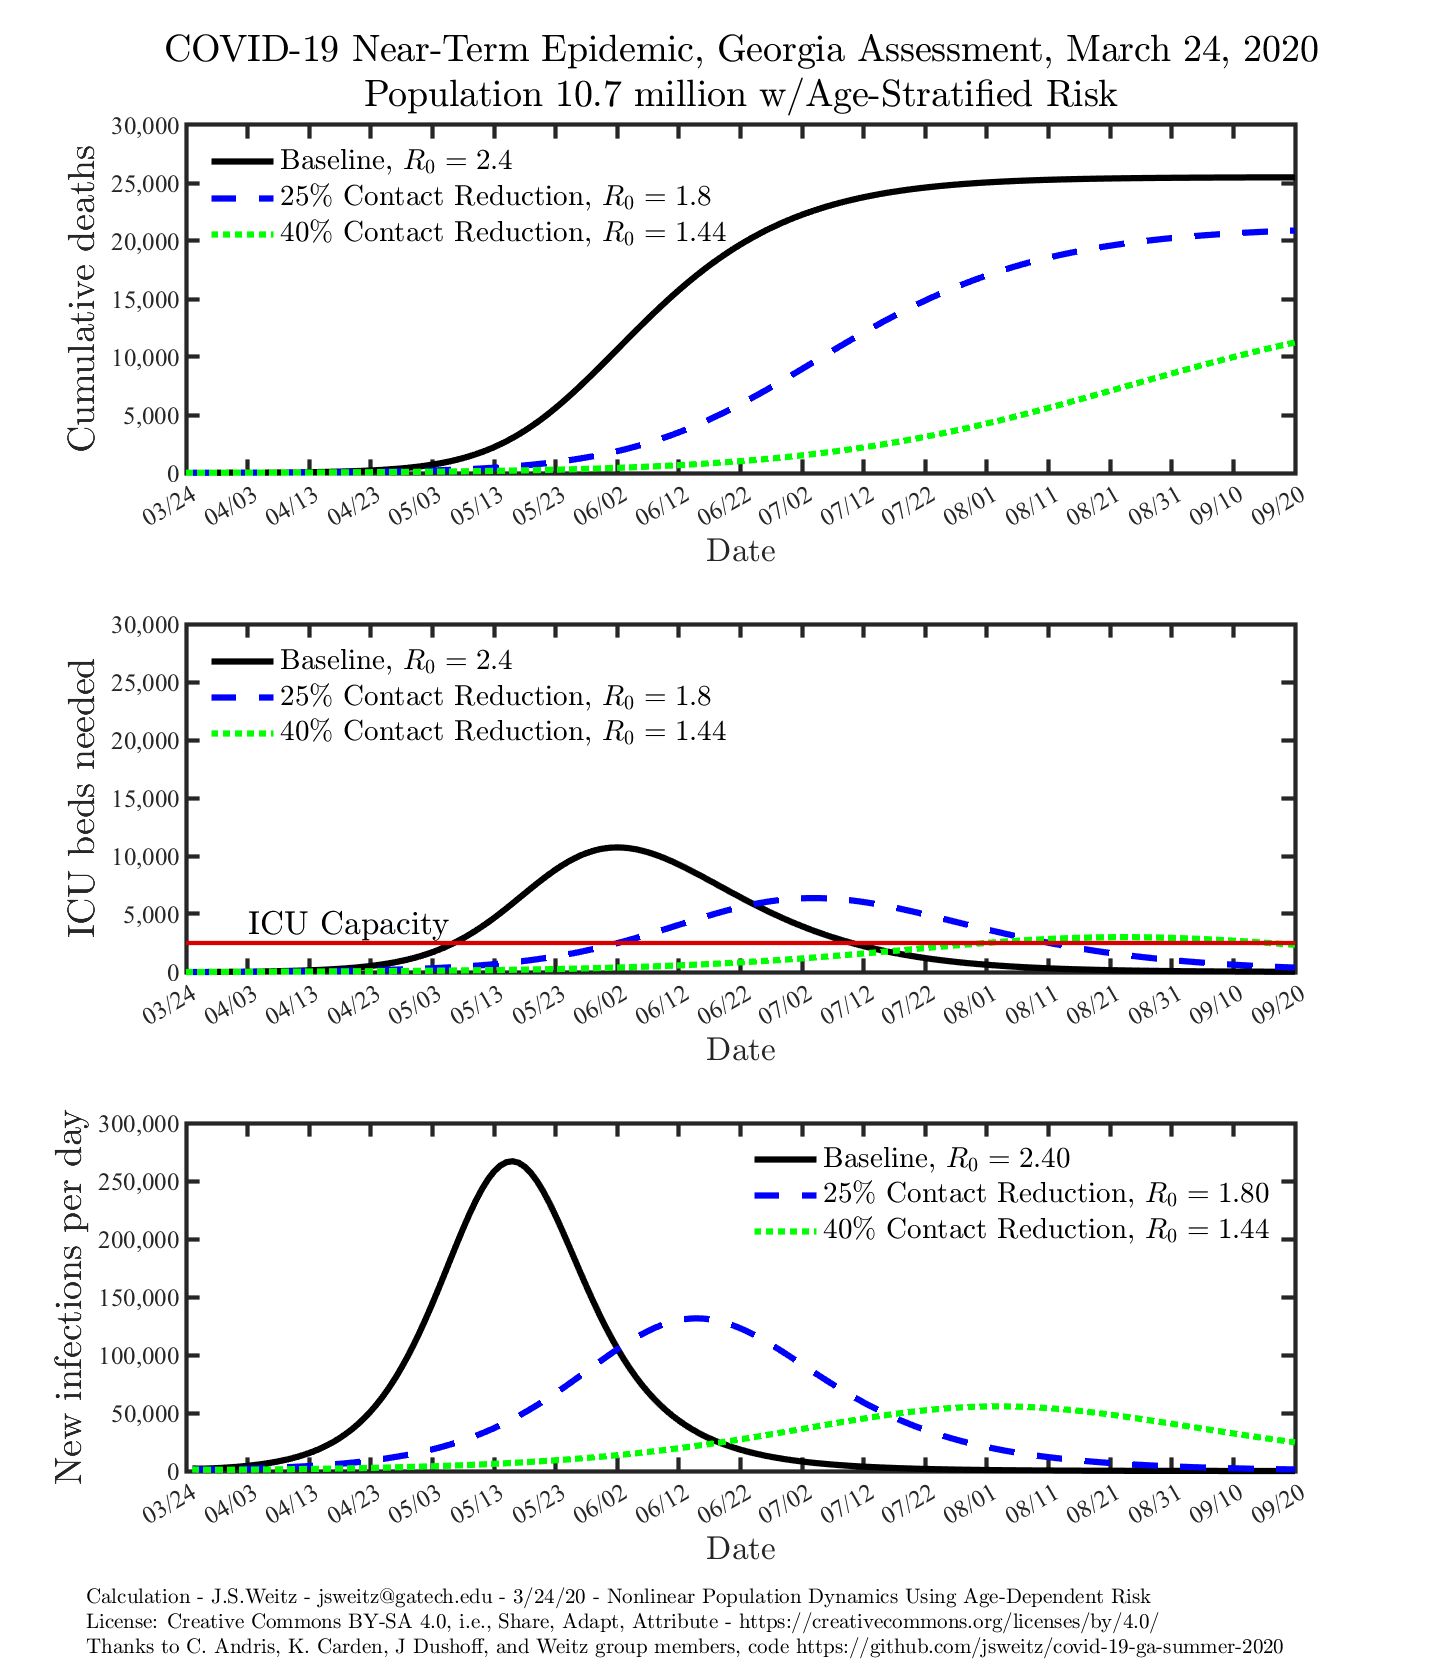 COVID-19 Near-Term Epidemic, Georgia Assessment, March 24, 2020
Population 10.7 million w/Age-Stratified Risk
Cumulative deaths
30,000
25,000
20,000
15,000
10,000
5,000
0
Baseline, R0 = 2.4
25% Contact Reduction, R0 = 1.8
40% Contact Reduction, R0 = 1.44
03/24 04/03 04/13 04/23 05/03 05/13 05/23 06/02 06/12 06/22 07/02 07/12 07/22 08/01 08/11 08/21 08/31 09/10 09/20
Date
ICU beds needed
30,000
25,000
20,000
15,000
10,000
5,000
0
Baseline, R0 = 2.4
25% Contact Reduction, R0 = 1.8
40% Contact Reduction, R0 = 1.44
ICU Capacity
03/24 04/03 04/13 04/23 05/03 05/13 05/23 06/02 06/12 06/22 07/02 07/12 07/22 08/01 08/11 08/21 08/31 09/10 09/20
Date
New infections per day
300,000
250,000
200,000
150,000
100,000
50,000
0
Baseline, R0 = 2.40
25% Contact Reduction, R0 = 1.80
40% Contact Reduction, R0 = 1.44
03/24 04/03 04/13 04/23 05/03 05/13 05/23 06/02 06/12 06/22 07/02 07/12 07/22 08/01 08/11 08/21 08/31 09/10 09/20
Date
Calculation - J.S.Weitz - jsweitz@gatech.edu - 3/24/20 - Nonlinear Population Dynamics Using Age-Dependent Risk
License: Creative Commons BY-SA 4.0, i.e., Share, Adapt, Attribute - https://creativecommons.org/licenses/by/4.0/
Thanks to C. Andris, K. Carden, J Dushoff, and Weitz group members, code https://github.com/jsweitz/covid-19-ga-summer-2020